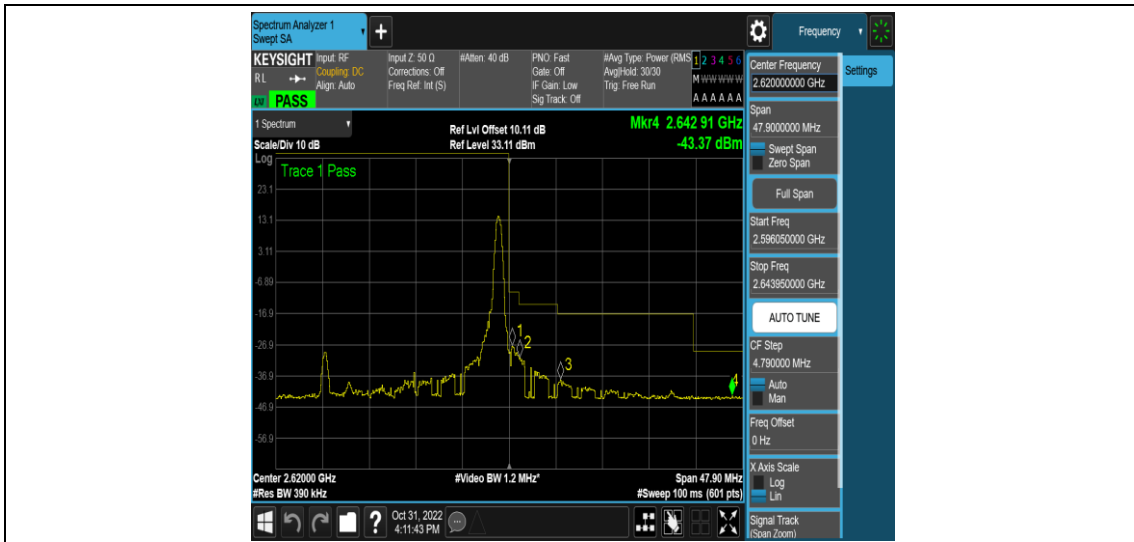 Spectrum Analyzer 1
Swept SA
+
Frequency
KEYSIGHT
RL
LXI
PASS
Input: RF
Coupling: DC
Align: Auto
Input Z: 50 Ω
Corrections: Off
Freq Ref: Int (S)
#Atten: 40 dB
PNO: Fast
Gate: Off
IF Gain: Low
Sig Track: Off
#Avg Type: Power (RMS
Avg|Hold: 30/30
Trig: Free Run
1 2 3 4 5 6
M W W W W W
A A A A A A
1 Spectrum
Scale/Div 10 dB
Ref Lvl Offset 10.11 dB
Ref Level 33.11 dBm
Mkr4 2.642 91 GHz
-43.37 dBm
Log
Trace 1 Pass
23.1
13.1
3.11
-6.89
-16.9
-26.9
-36.9
-46.9
-56.9
1
2
3
4
Center 2.62000 GHz
#Res BW 390 kHz
#Video BW 1.2 MHz*
Span 47.90 MHz
#Sweep 100 ms (601 pts)
Center Frequency
2.620000000 GHz
Settings
Span
47.9000000 MHz
Swept Span
Zero Span
Full Span
Start Freq
2.596050000 GHz
Stop Freq
2.643950000 GHz
AUTO TUNE
CF Step
4.790000 MHz
Auto
Man
Freq Offset
0 Hz
X Axis Scale
Log
Lin
Signal Track
(Span Zoom)
?
Oct 31, 2022
4:11:43 PM